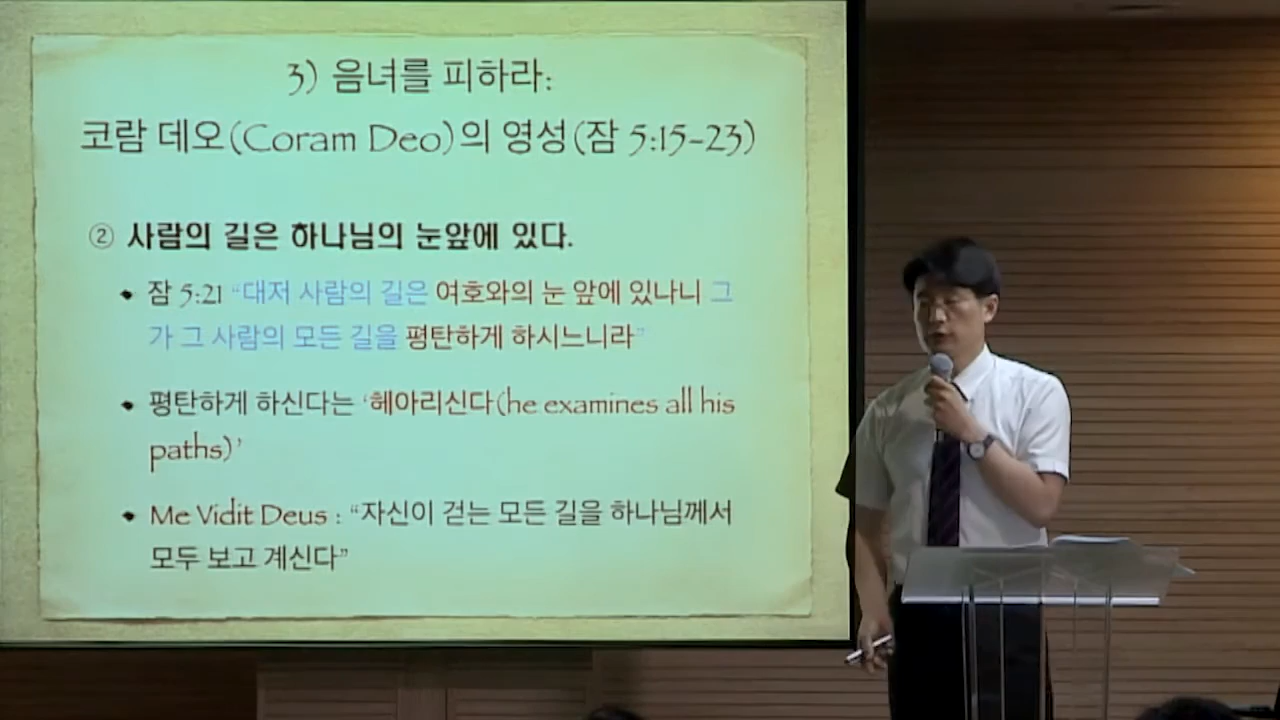 3) 음녀를 피하라:
코람 데오(Coram Deo)의 영성(잠 5:15-23)
② 사람의 길은 하나님의 눈앞에 있다.
• 잠 5:21 “대저 사람의 길은 여호와의 눈 앞에 있나니 그
가 그 사람의 모든 길을 평탄하게 하시느니라”
• 평탄하게 하신다는 ‘헤아리신다(he examines all his
paths)’
• Me Vidit Deus : “자신이 걷는 모든 길을 하나님께서
모두 보고 계신다”